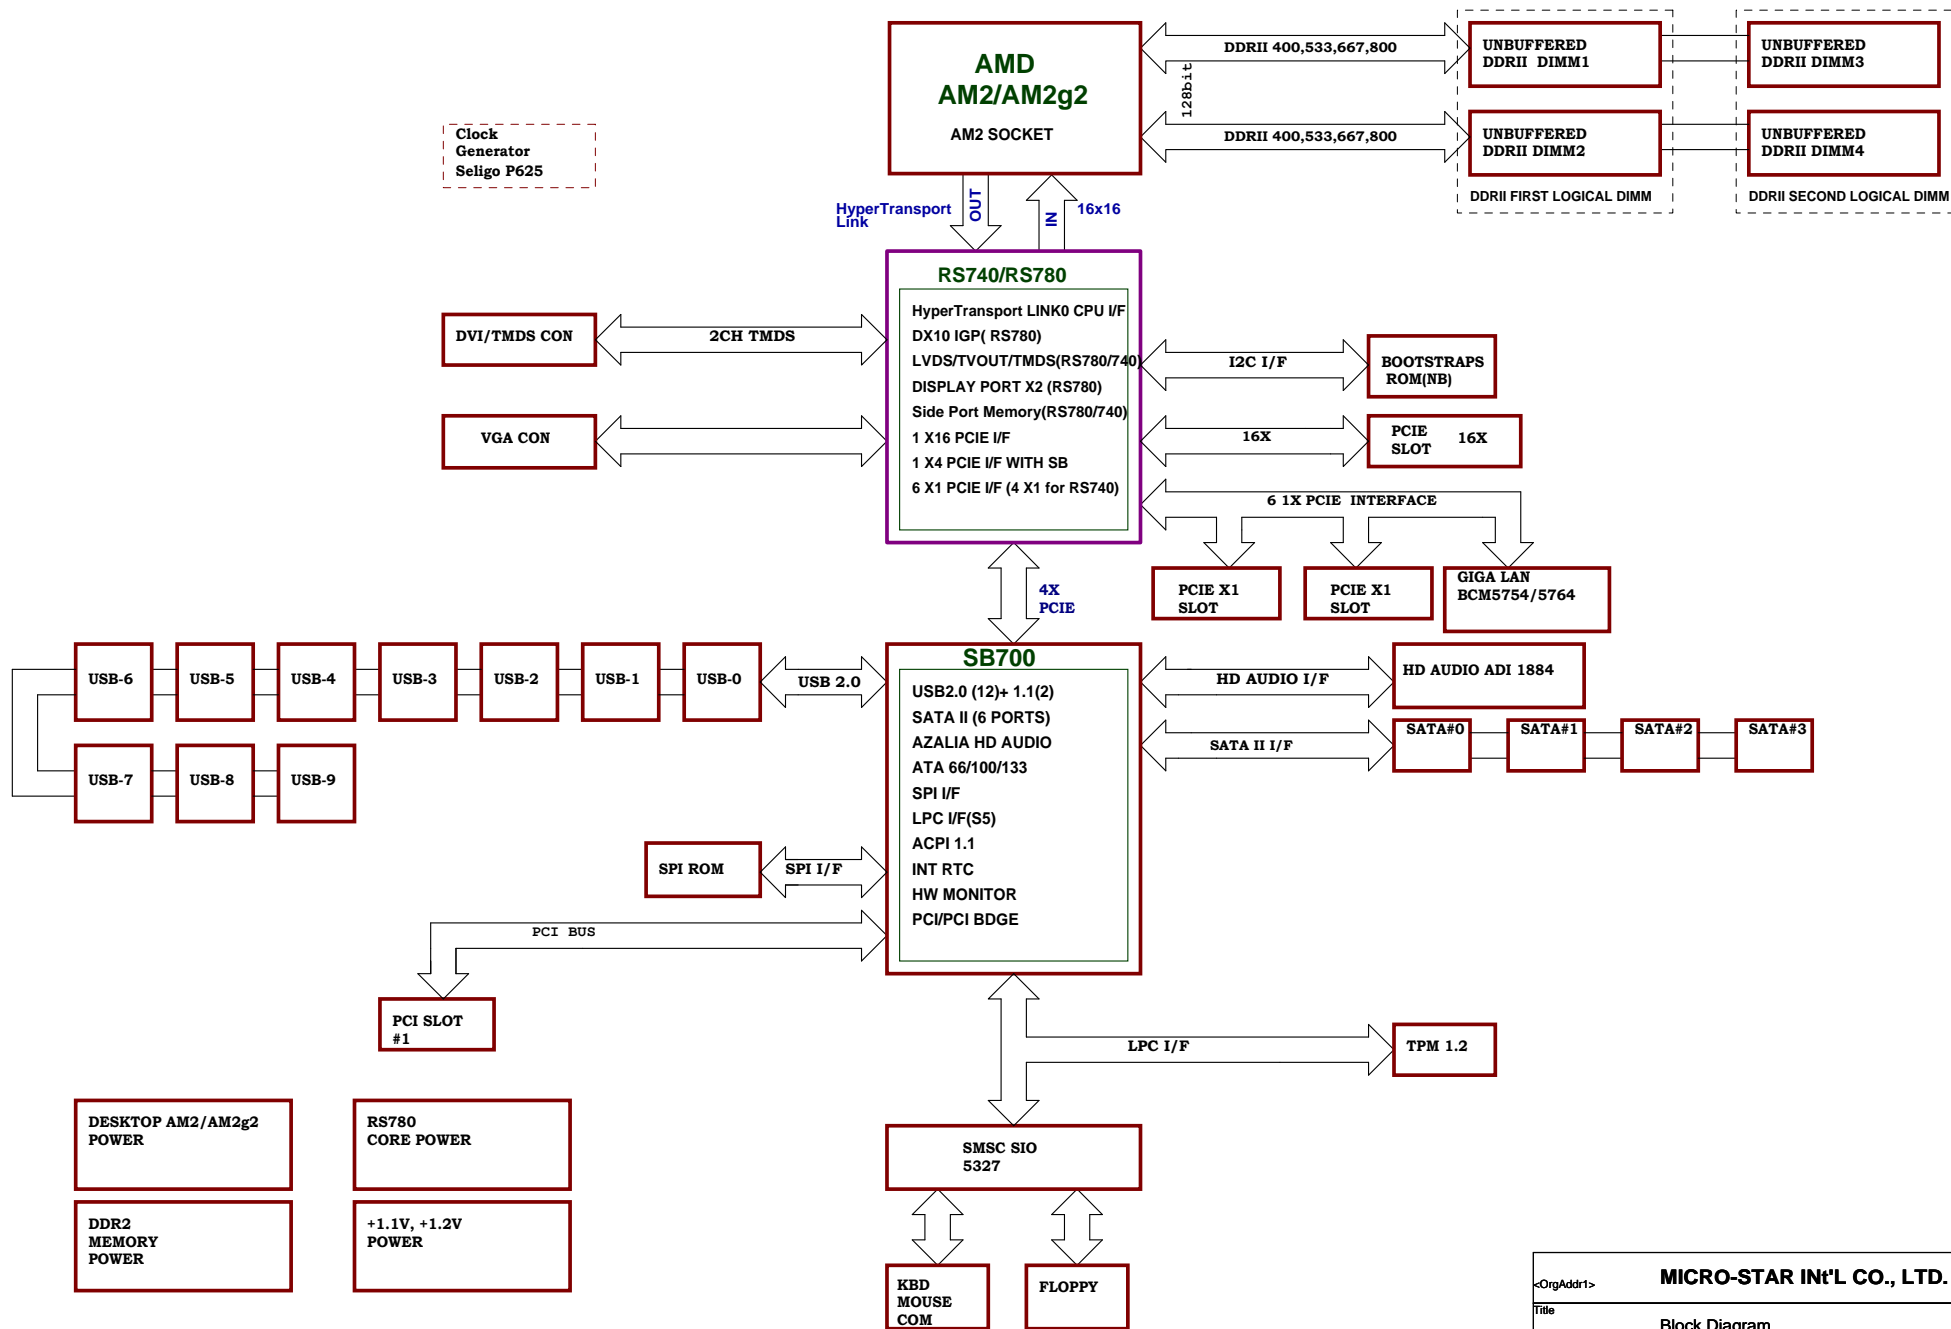 AMD
AM2/AM2g2
AM2 SOCKET
DDRII 400,533,667,800
128bit
DDRII 400,533,667,800
UNBUFFERED
DDRII DIMM1
UNBUFFERED
DDRII DIMM3
UNBUFFERED
DDRII DIMM2
UNBUFFERED
DDRII DIMM4
DDRII FIRST LOGICAL DIMM
DDRII SECOND LOGICAL DIMM
Clock
Generator
Seligo P625
HyperTransport
Link
OUT
IN
16x16
RS740/RS780
HyperTransport LINK0 CPU I/F
DX10 IGP( RS780)
LVDS/TVOUT/TMDS(RS780/740)
DISPLAY PORT X2 (RS780)
Side Port Memory(RS780/740)
1 X16 PCIE I/F
1 X4 PCIE I/F WITH SB
6 X1 PCIE I/F (4 X1 for RS740)
DVI/TMDS CON
2CH TMDS
VGA CON
I2C I/F
BOOTSTRAPS
ROM(NB)
16X
PCIE
SLOT 16X
6 1X PCIE INTERFACE
PCIE X1
SLOT
PCIE X1
SLOT
GIGA LAN
BCM5754/5764
4X
PCIE
USB-6
USB-5
USB-4
USB-3
USB-2
USB-1
USB-0
USB 2.0
USB-7
USB-8
USB-9
SB700
USB2.0 (12)+ 1.1(2)
SATA II (6 PORTS)
AZALIA HD AUDIO
ATA 66/100/133
SPI I/F
LPC I/F(S5)
ACPI 1.1
INT RTC
HW MONITOR
PCI/PCI BDGE
HD AUDIO I/F
HD AUDIO ADI 1884
SATA II I/F
SATA#0
SATA#1
SATA#2
SATA#3
SPI ROM
SPI I/F
PCI BUS
PCI SLOT
#1
LPC I/F
TPM 1.2
DESKTOP AM2/AM2g2
POWER
RS780
CORE POWER
DDR2
MEMORY
POWER
+1.1V, +1.2V
POWER
SMSC SIO
5327
KBD
MOUSE
COM
FLOPPY
<OrgAddr1>
MICRO-STAR INt'L CO., LTD.
Title
Block Diagram